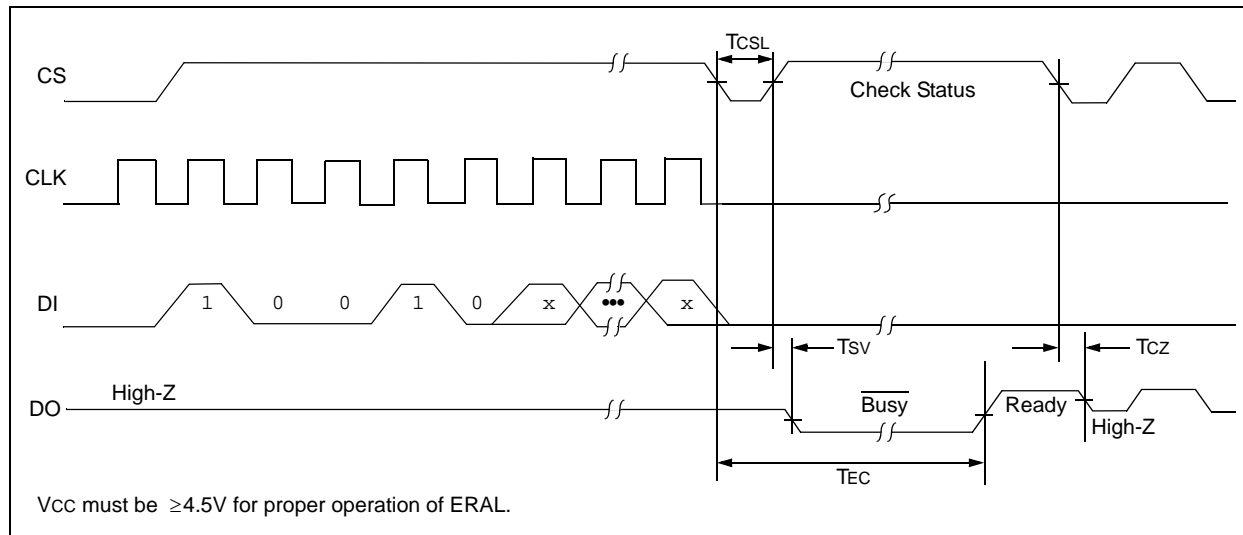 TCSL
CS
Check Status
CLK
DI
1 0 0 1 0 x ••• x
TSV
TCZ
High-Z
DO
Busy
Ready
High-Z
TEC
VCC must be ≥4.5V for proper operation of ERAL.